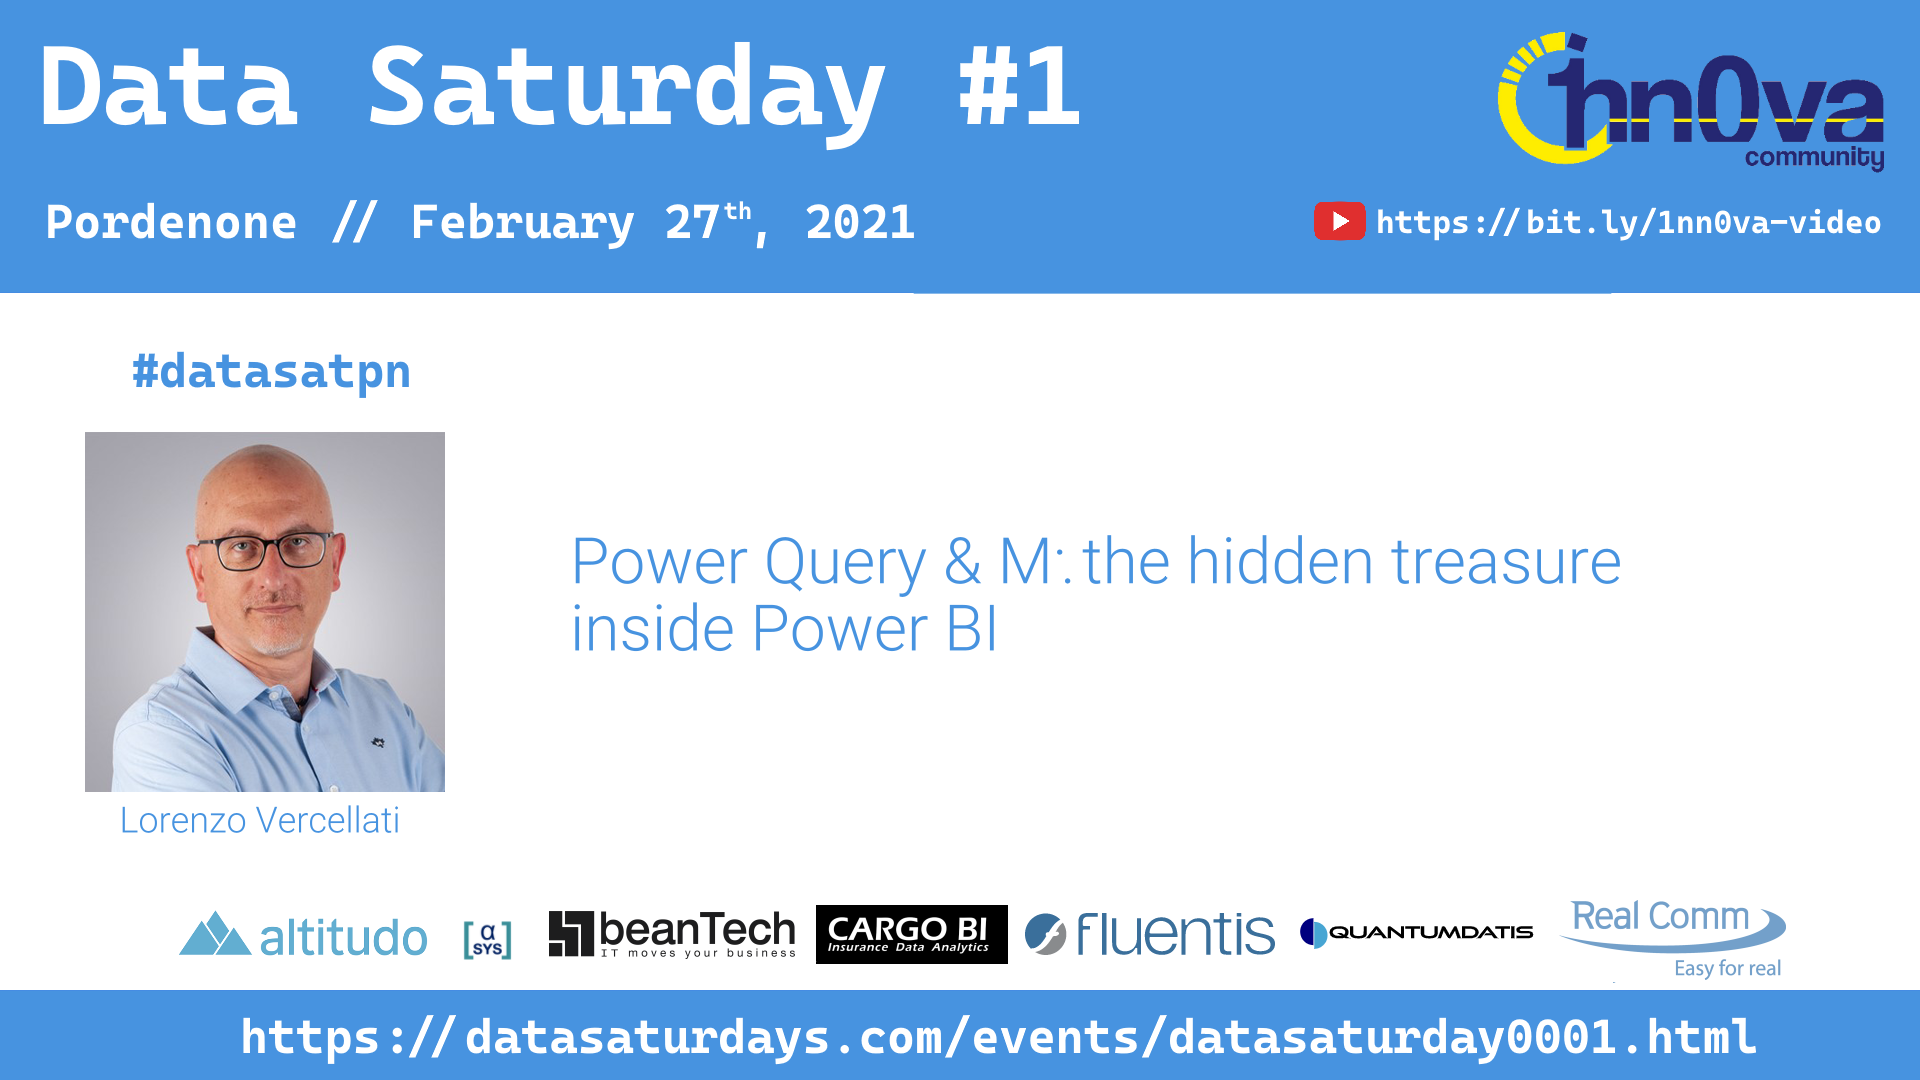 Data Saturday #1
1nn0va
community
Pordenone // February 27th, 2021
https://bit.ly/1nn0va-video
#datasatpn
Power Query & M: the hidden treasure
inside Power BI
Lorenzo Vercellati
altitudo
[α
SYS]
beanTech
IT moves your business
CARGO BI
Insurance Data Analytics
fluentis
QUANTUMDATIS
Real Comm
Easy for real
https://datasaturdays.com/events/datasaturday0001.html